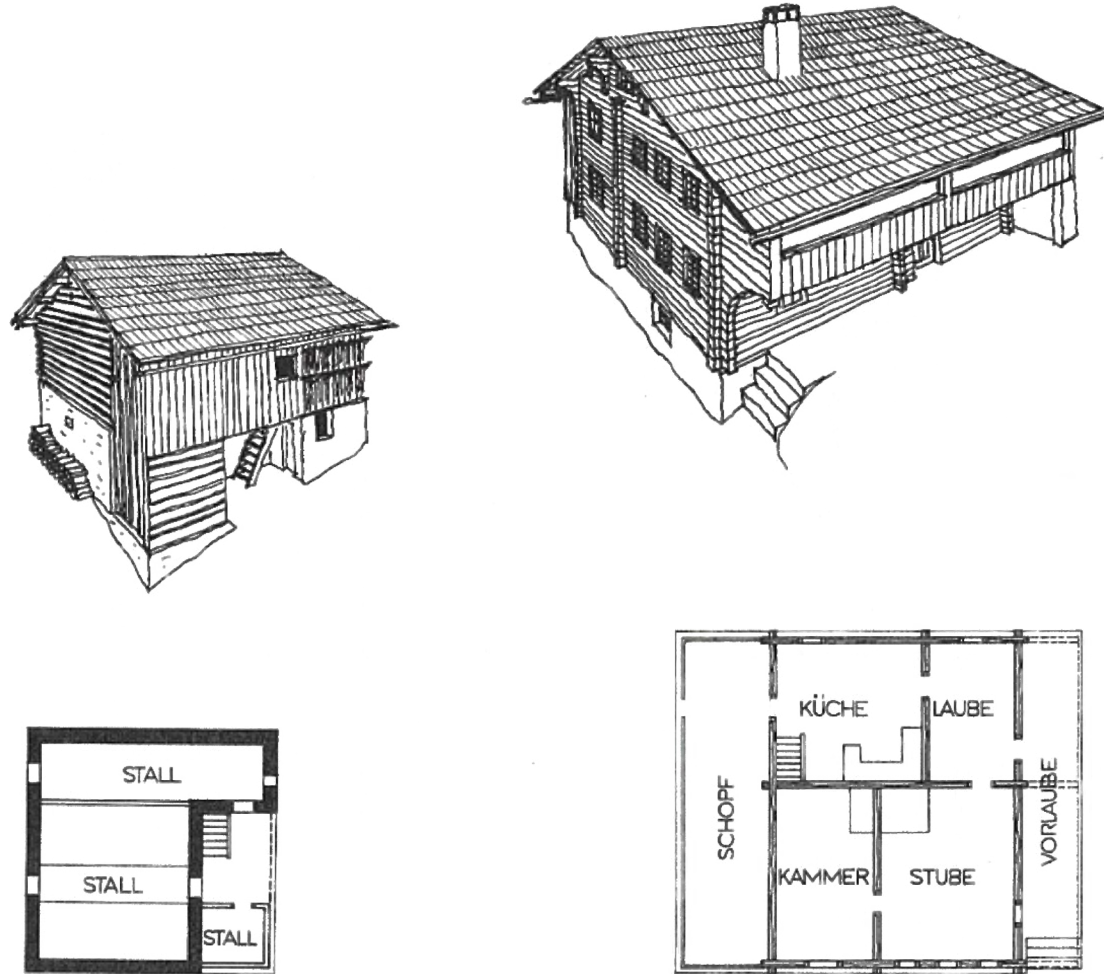 STALL
STALL
STALL
KÜCHE
LAUBE
SCHOPF
VORLAUBE
KAMMER
STUBE